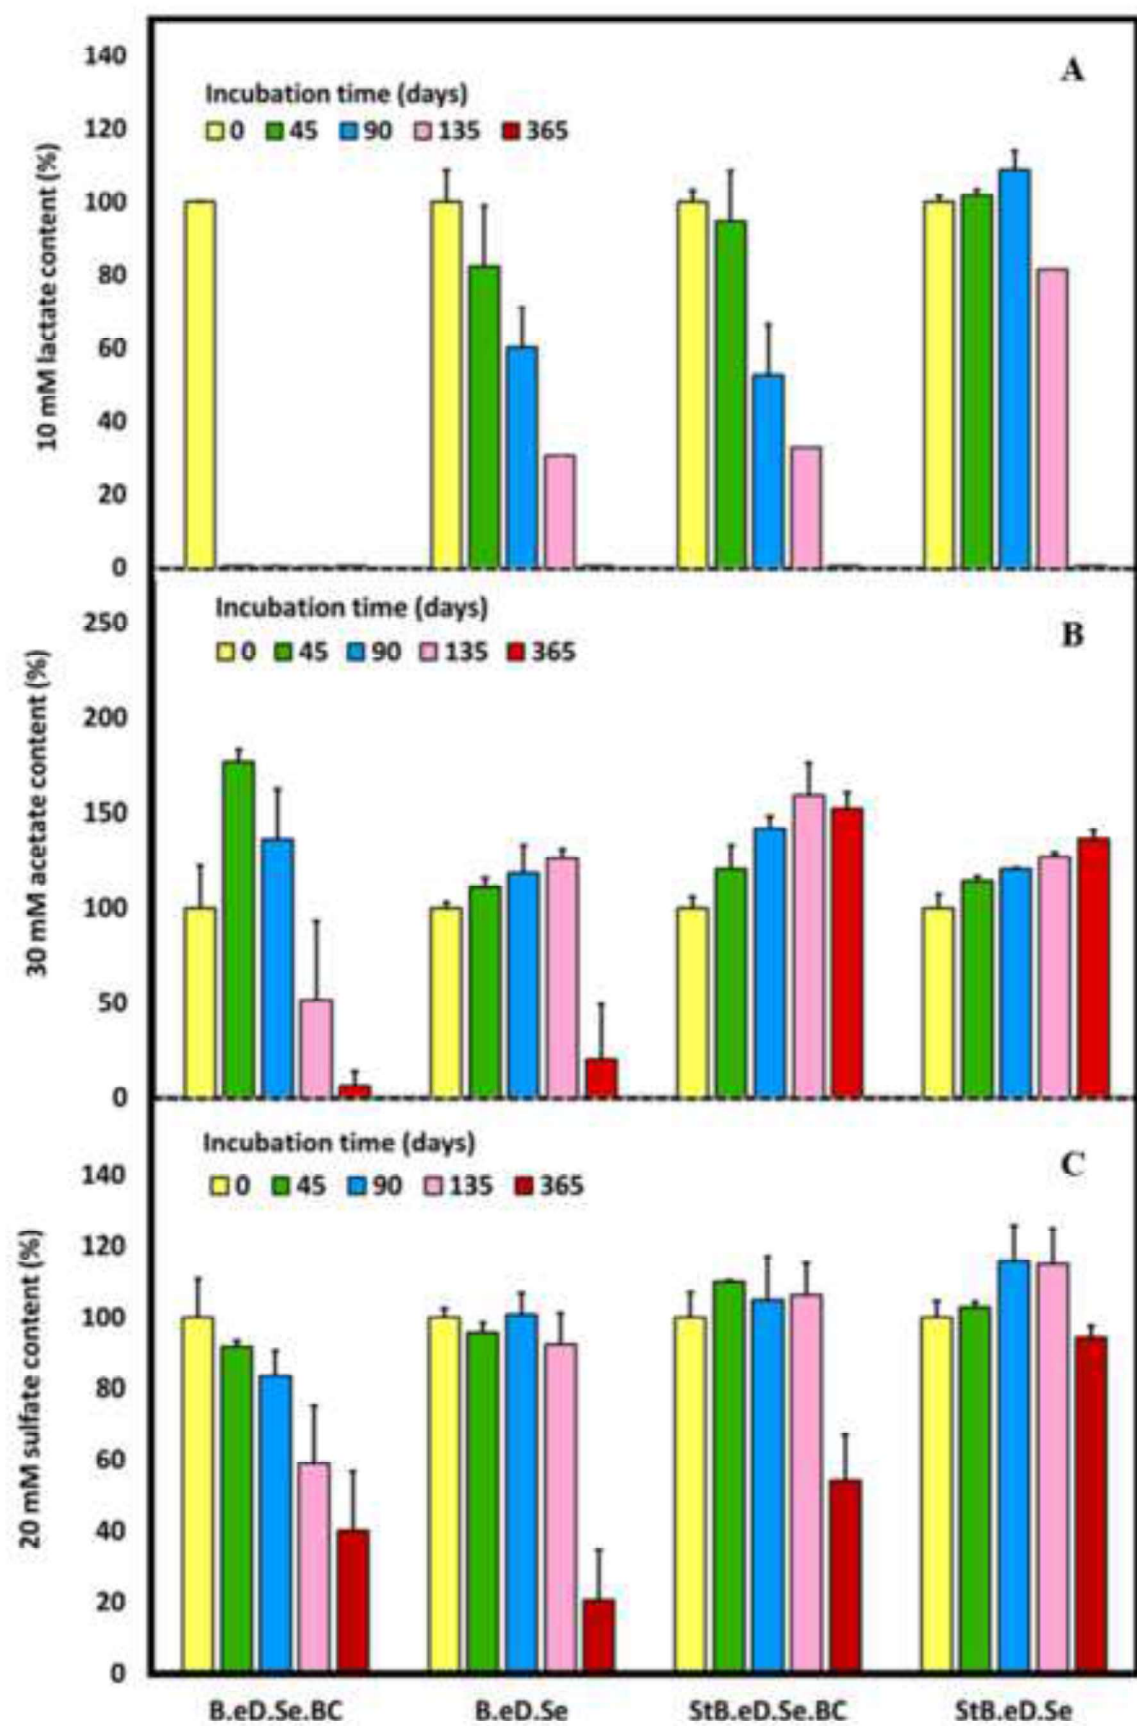 A
Incubation time (days)
0 45 90 135 365
10 mM lactate content (%)
140
120
100
80
60
40
20
0
B
Incubation time (days)
0 45 90 135 365
30 mM acetate content (%)
250
200
150
100
50
0
C
Incubation time (days)
0 45 90 135 365
20 mM sulfate content (%)
140
120
100
80
60
40
20
0
B.eD.Se.BC B.eD.Se StB.eD.Se.BC StB.eD.Se